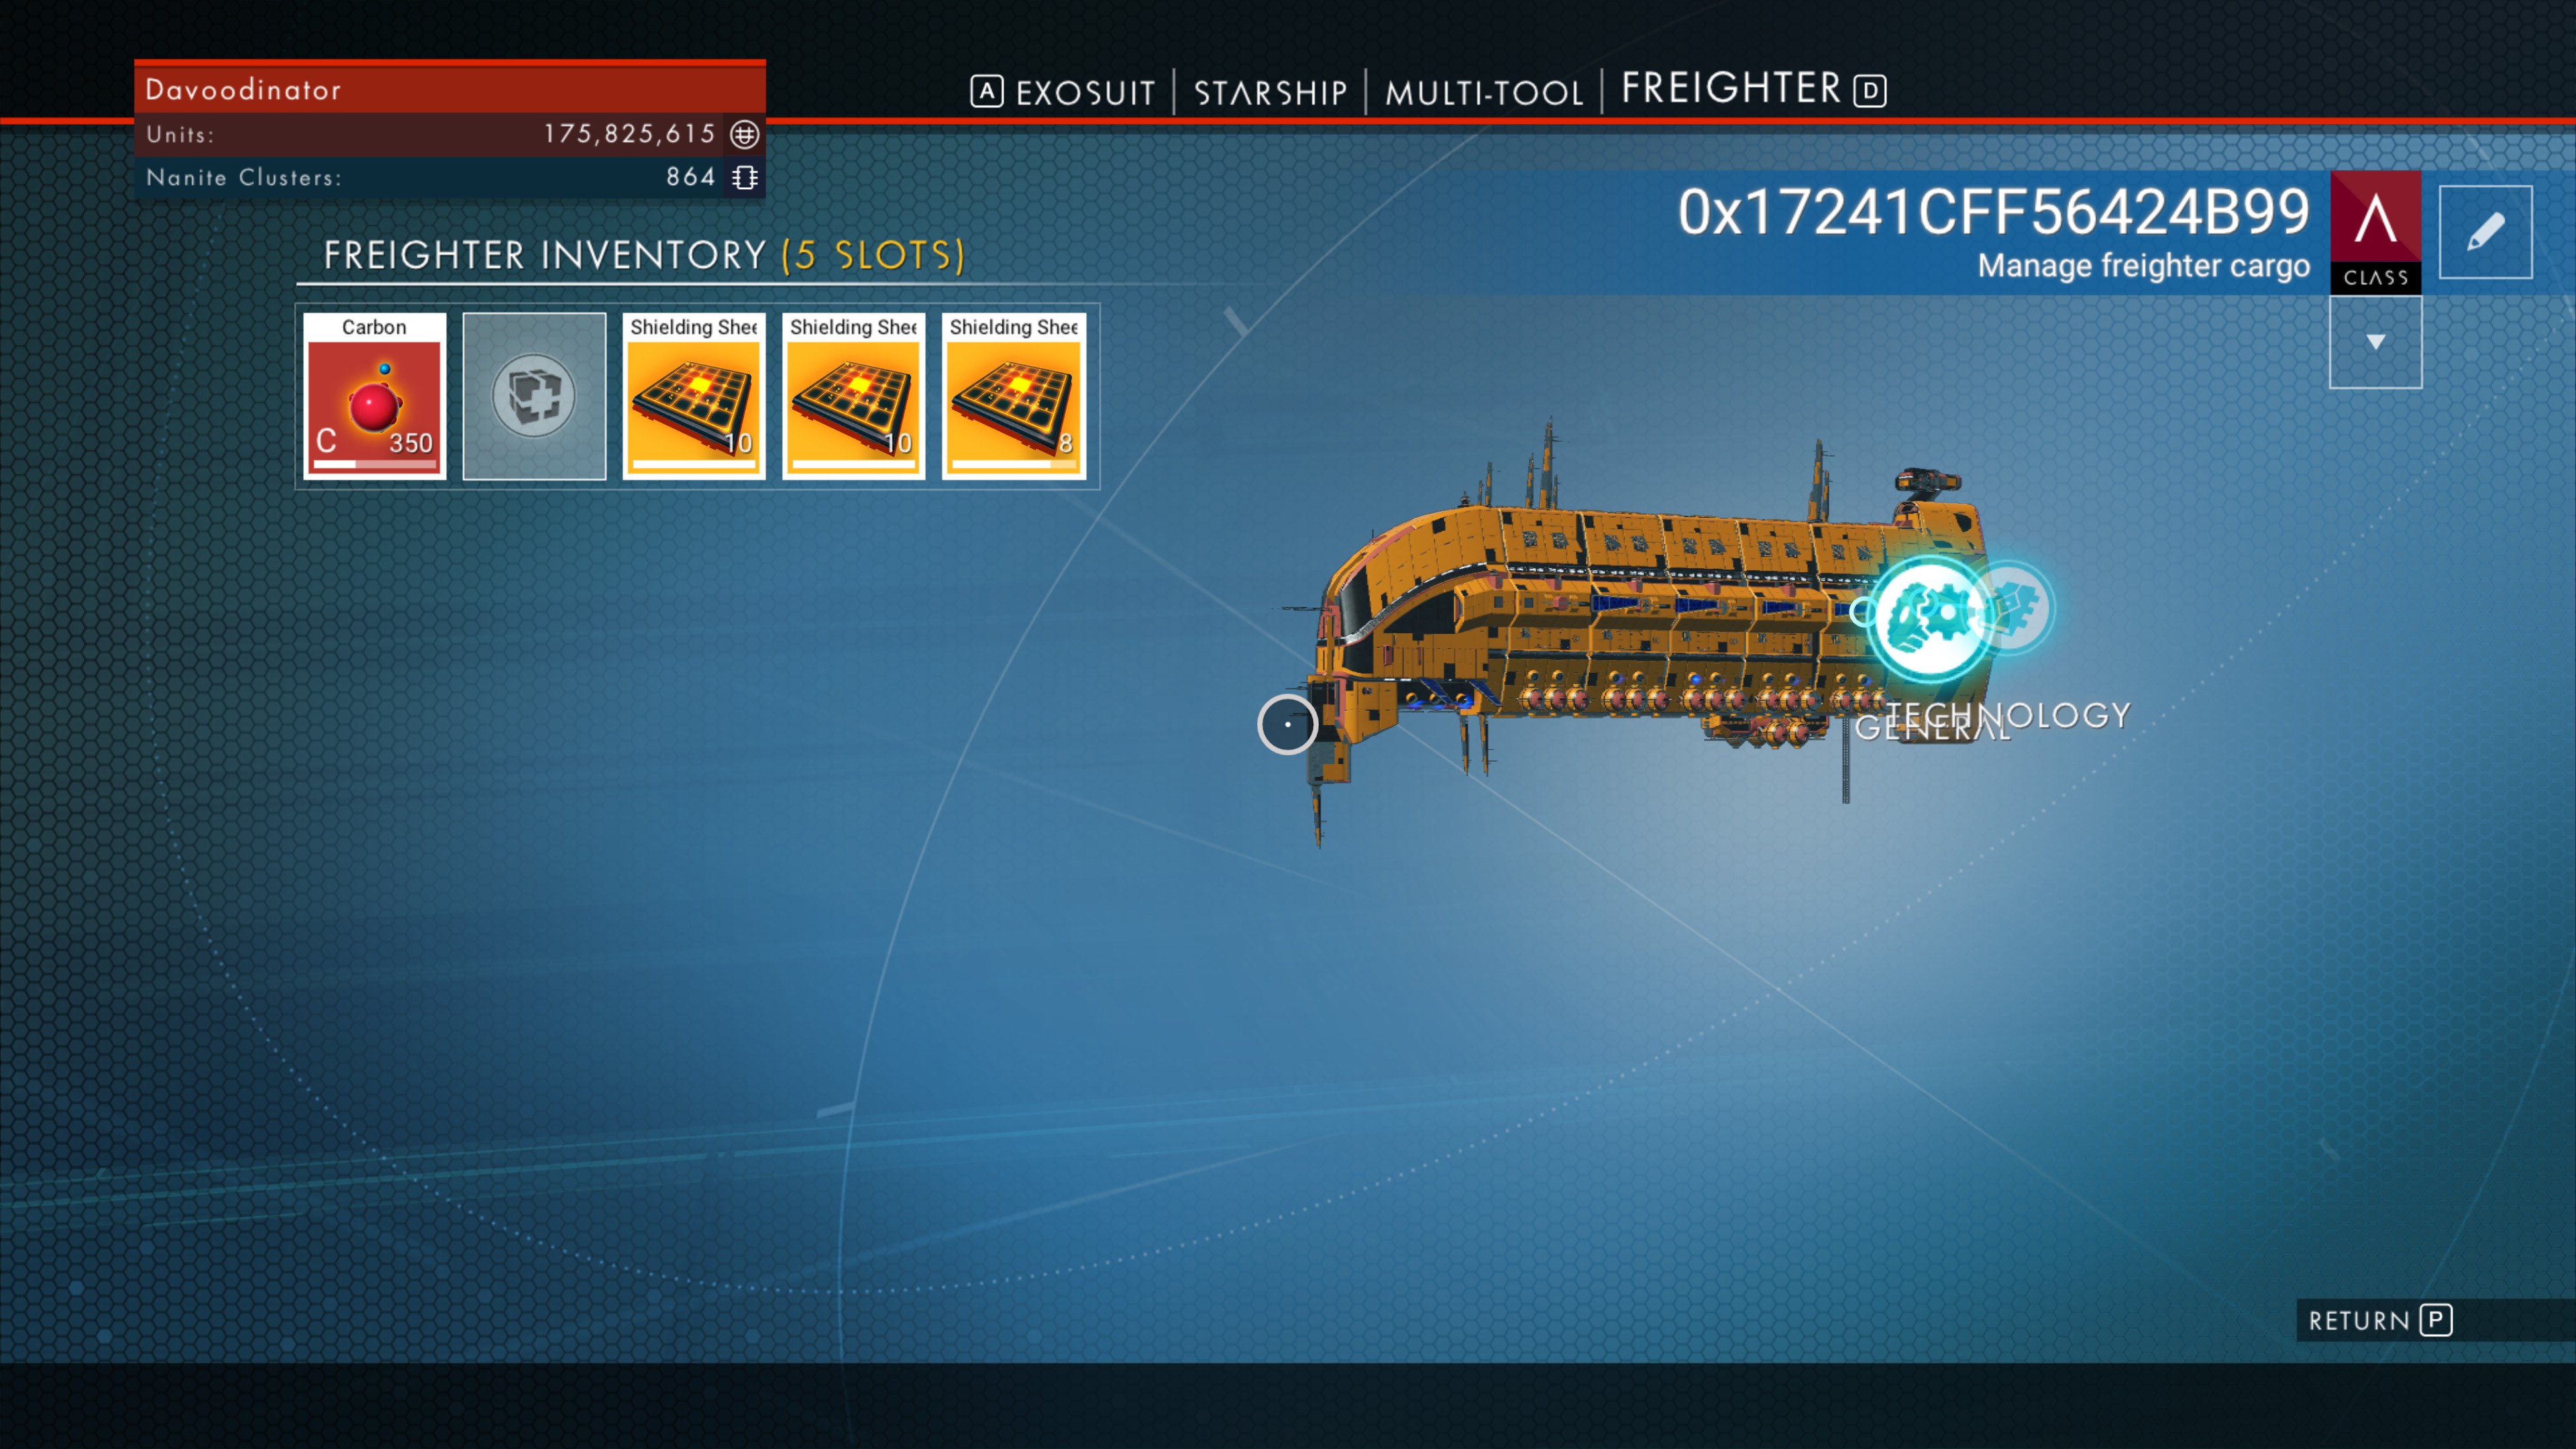 Davoodinator
Units: 175,825,615
Nanite Clusters: 864
A EXOSUIT STARSHIP MULTI-TOOL FREIGHTER D
0x17241CFF56424B99
Manage freighter cargo
A
CLASS
FREIGHTER INVENTORY (5 SLOTS)
Carbon
C 350
Shielding Shee
10
Shielding Shee
10
Shielding Shee
8
TECHNOLOGY
GENERAL
RETURN P